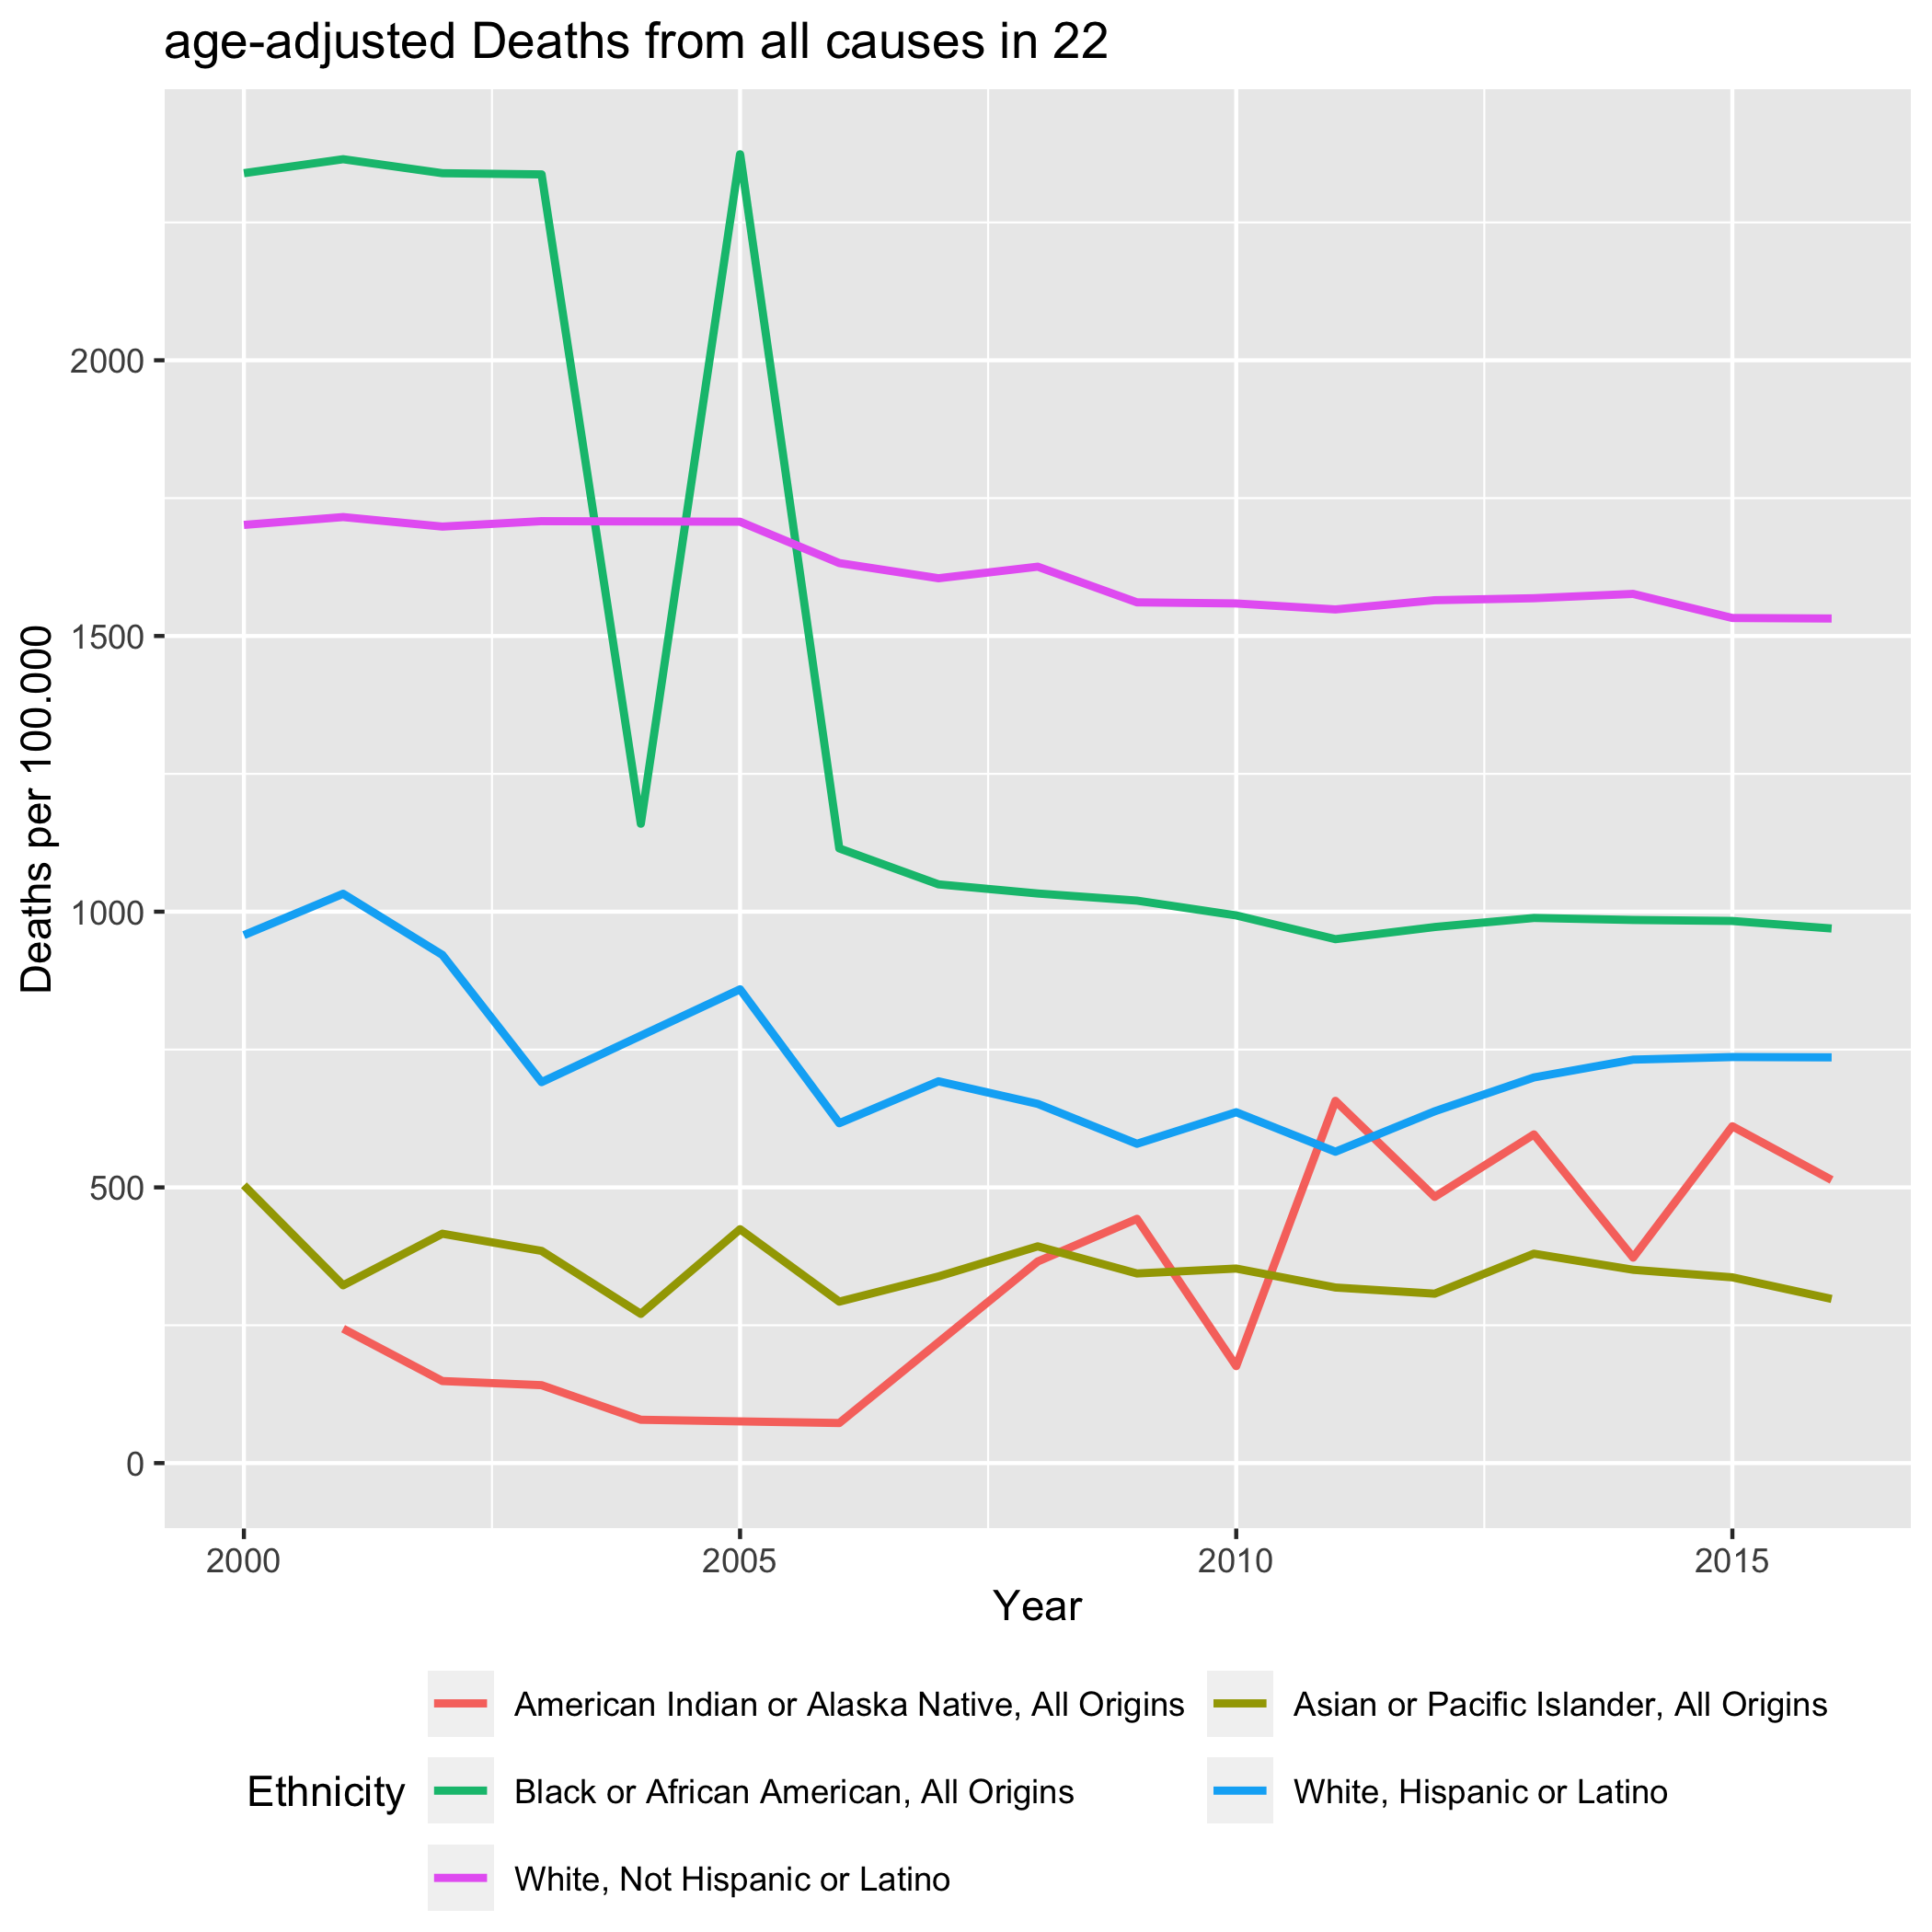 age-adjusted Deaths from all causes in 22
Deaths per 100.000
2000
1500
1000
500
0
2000 2005 2010 2015
Year
Ethnicity
American Indian or Alaska Native, All Origins
Asian or Pacific Islander, All Origins
Black or African American, All Origins
White, Hispanic or Latino
White, Not Hispanic or Latino